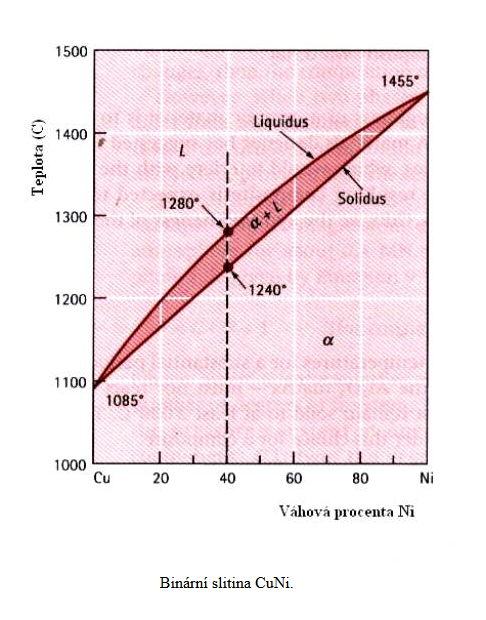 1500
Teplota (C)
1455°
Liquidus
1400
L
Solidus
1280°
α + L
1300
1240°
1200
α
1100
1085°
1000
Cu 20 40 60 80 Ni
Váhová procenta Ni
Binární slitina CuNi.